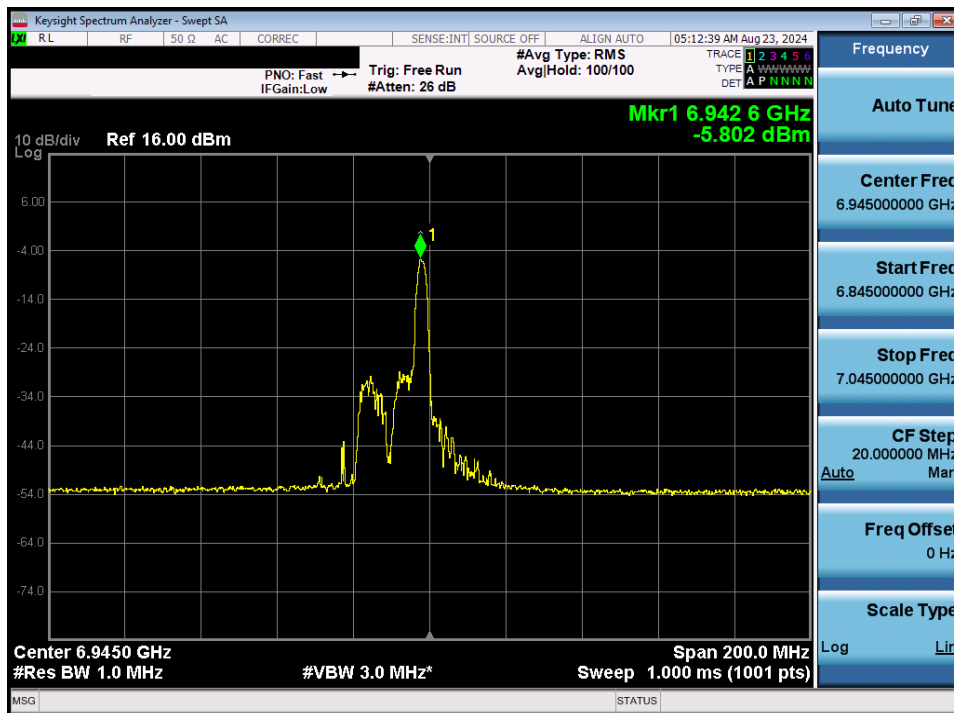 Keysight Spectrum Analyzer - Swept SA
LXI RL RF 50 Ω AC CORREC SENSE:INT SOURCE OFF ALIGN AUTO 05:12:39 AM Aug 23, 2024
PNO: Fast
IFGain:Low
Trig: Free Run
#Atten: 26 dB
#Avg Type: RMS
Avg|Hold: 100/100
TRACE 1 2 3 4 5 6
TYPE A WWWWW
DET A P N N N N
Mkr1 6.942 6 GHz
-5.802 dBm
10 dB/div Ref 16.00 dBm
Log
1
6.00
-4.00
-14.0
-24.0
-34.0
-44.0
-54.0
-64.0
-74.0
Center 6.9450 GHz Span 200.0 MHz
#Res BW 1.0 MHz #VBW 3.0 MHz* Sweep 1.000 ms (1001 pts)
MSG STATUS
Frequency
Auto Tune
Center Freq
6.945000000 GHz
Start Freq
6.845000000 GHz
Stop Freq
7.045000000 GHz
CF Step
20.000000 MHz
Auto Man
Freq Offset
0 Hz
Scale Type
Log Lin